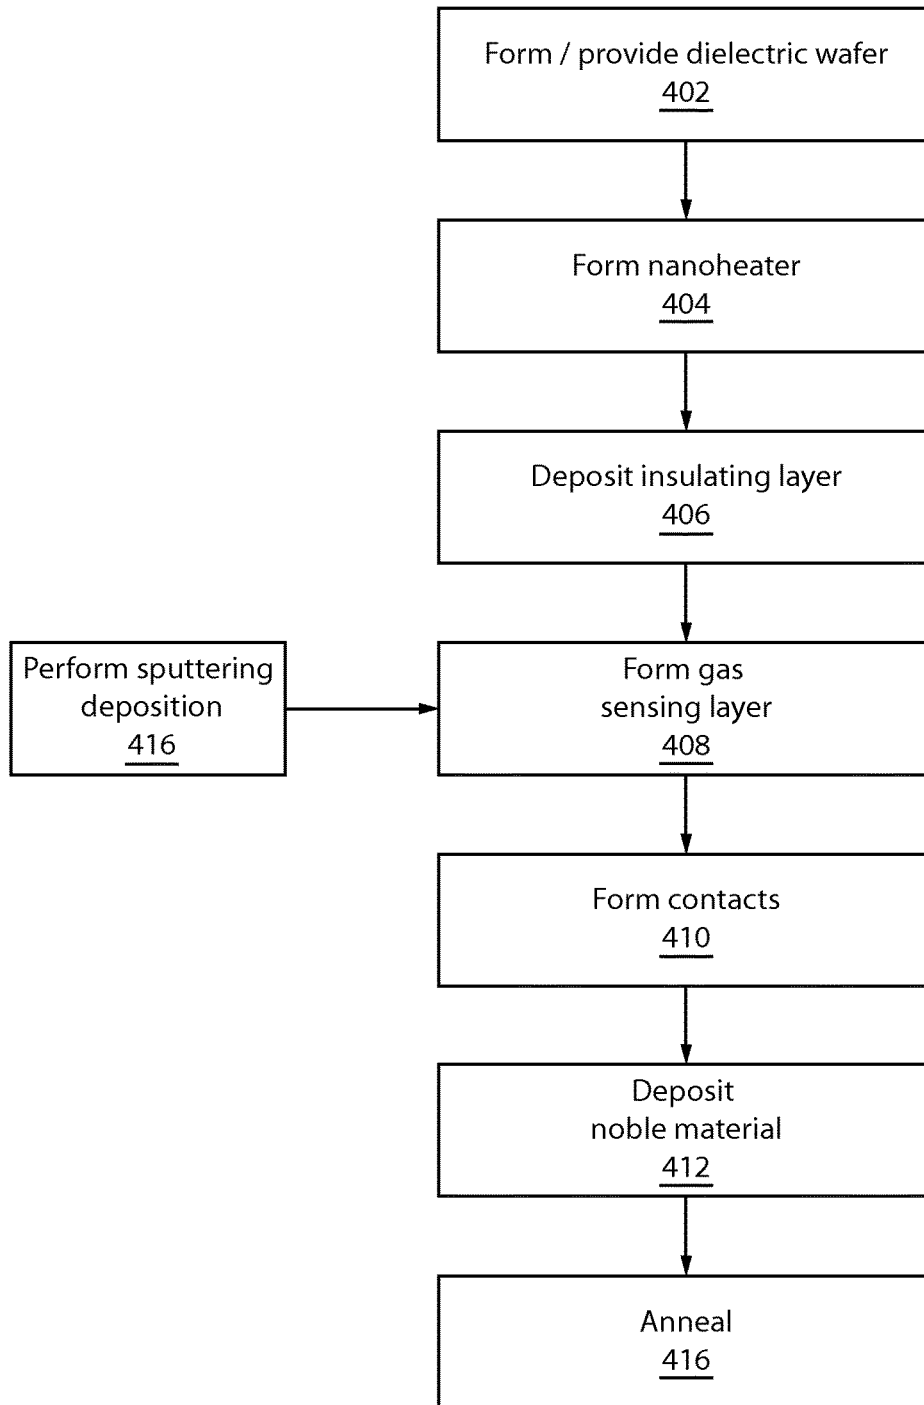 Form / provide dielectric wafer
402
Form nanoheater
404
Deposit insulating layer
406
Perform sputtering
deposition
416
Form gas
sensing layer
408
Form contacts
410
Deposit
noble material
412
Anneal
416